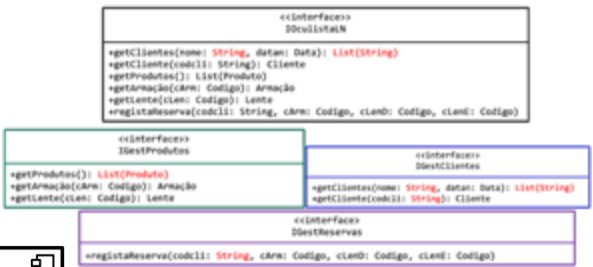 <<interface>>
IOculistaLN
+getClientes(nome: String, datan: Data): List(String)
+getCliente(codcli: String): Cliente
+getProdutos(): List(Produto)
+getArmação(cArm: Codigo): Armação
+getLente(cLen: Codigo): Lente
+registaReserva(codcli: String, cArm: Codigo, cLenD: Codigo, cLenE: Codigo)
<<interface>>
IGestProdutos
+getProdutos(): List(Produto)
+getArmação(cArm: Codigo): Armação
+getLente(cLen: Codigo): Lente
<<interface>>
IGestClientes
+getClientes(nome: String, datan: Data): List(String)
+getCliente(codcli: String): Cliente
<<interface>
IGestReservas
+registaReserva(codcli: String, cArm: Codigo, cLenD: Codigo, cLenE: Codigo)